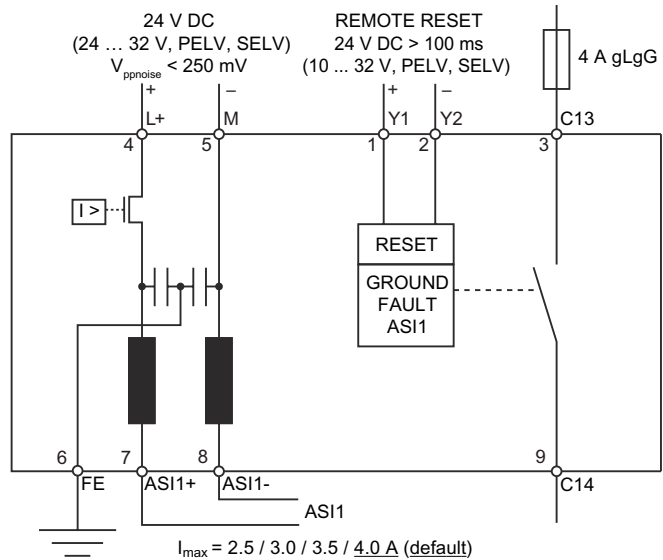 24 V DC
(24 ... 32 V, PELV, SELV)
Vppnoise < 250 mV
REMOTE RESET
24 V DC > 100 ms
(10 ... 32 V, PELV, SELV)
4 A gLgG
+ – + –
L+ M Y1 Y2 C13
4 5 1 2 3
I >
RESET
GROUND
FAULT
ASI1
6 7 8 9
FE ASI1+ ASI1- C14
ASI1
Imax = 2.5 / 3.0 / 3.5 / 4.0 A (default)